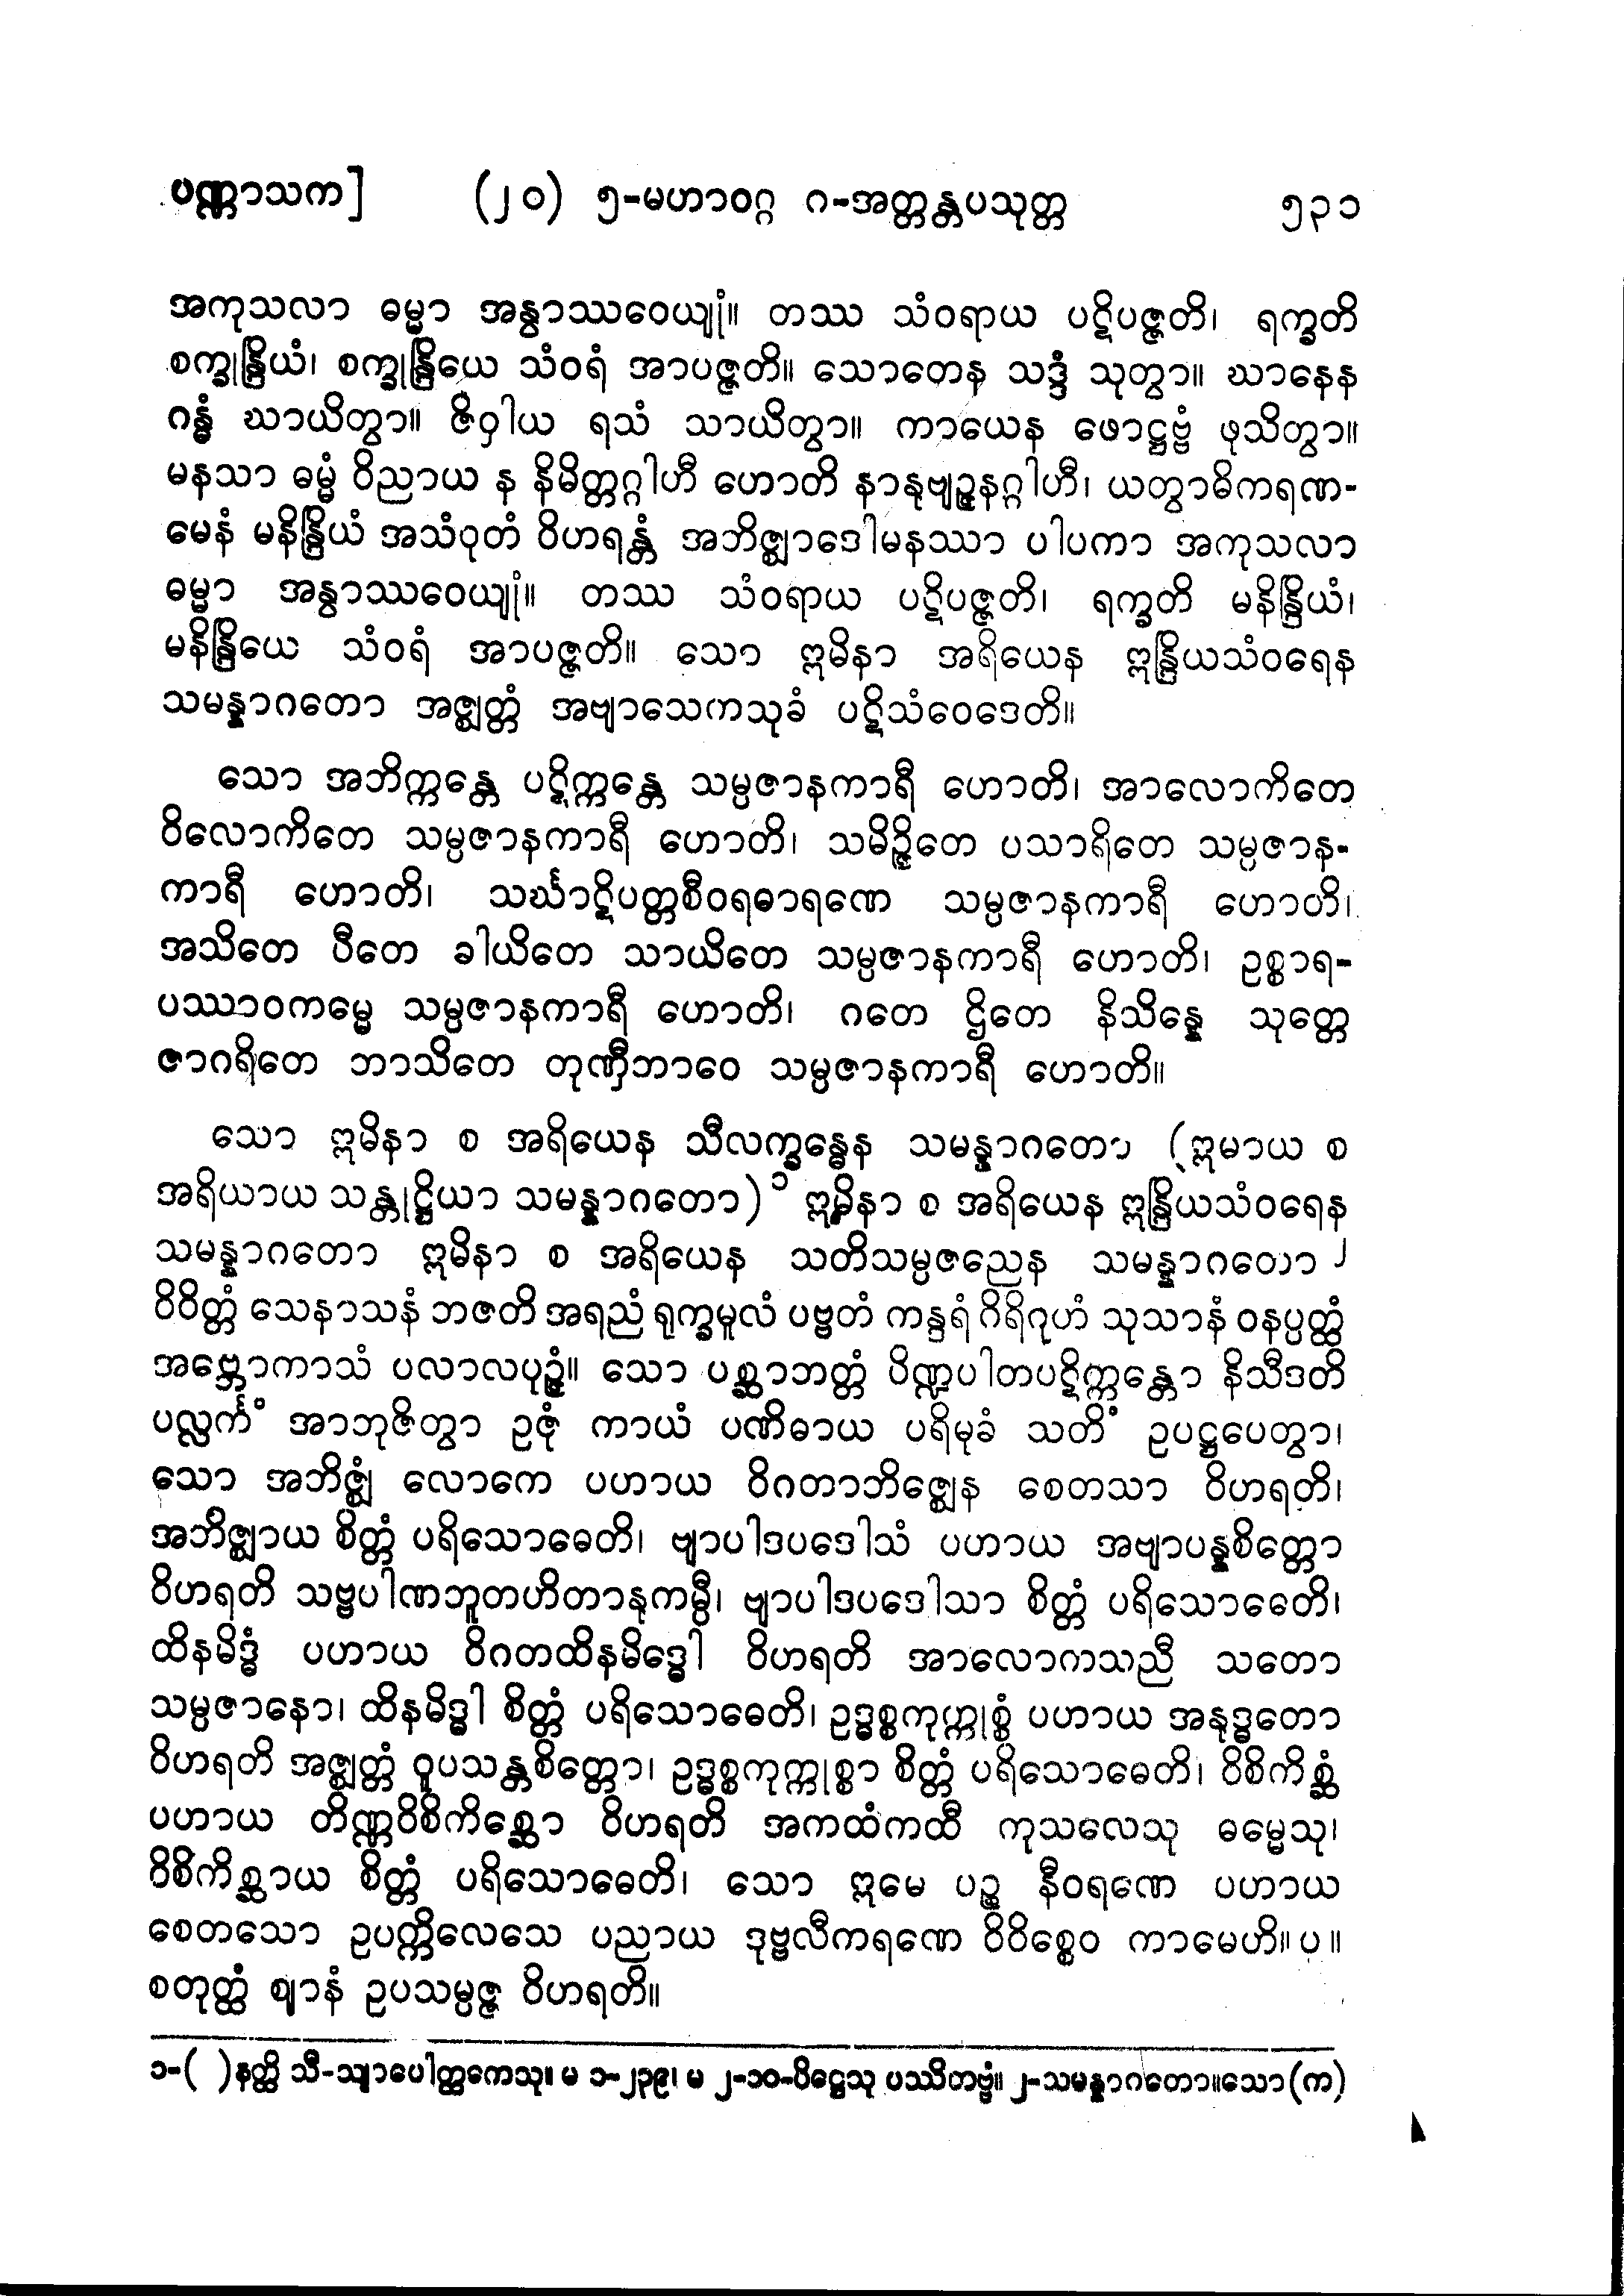 ပဏ္ဏာသက] (၂၀) ၅-မဟာဝဂ္ဂ ဂ-အတ္တန္တပသုတ္တ ၅၃၁
အကုသလာ ဓမ္မာ အနွာဿဝေယျုံ။ တဿ သံဝရာယ ပဋိပဇ္ဇတိ၊ ရက္ခတိ
စက္ခုန္ဒြိယံ၊ စက္ခုန္ဒြိယေ သံဝရံ အာပဇ္ဇတိ။ သောတေန သဒ္ဒံ သုတွာ။ ဃာနေန
ဂန္ဓံ ဃာယိတွာ။ ဇိဝှါယ ရသံ သာယိတွာ။ ကာယေန ဖောဋ္ဌဗ္ဗံ ဖုသိတွာ။
မနသာ ဓမ္မံ ဝိညာယ န နိမိတ္တဂ္ဂါဟီ ဟောတိ နာနုဗျဉ္ဇနဂ္ဂါဟီ၊ ယတွာဓိကရဏ-
မေနံ မနိန္ဒြိယံ အသံဝုတံ ဝိဟရန္တံ အဘိဇ္ဈာဒေါမနဿာ ပါပကာ အကုသလာ
ဓမ္မာ အနွာဿဝေယျုံ။ တဿ သံဝရာယ ပဋိပဇ္ဇတိ၊ ရက္ခတိ မနိန္ဒြိယံ၊
မနိန္ဒြိယေ သံဝရံ အာပဇ္ဇတိ။ သော ဣမိနာ အရိယေန ဣန္ဒြိယသံဝရေန
သမန္နာဂတော အဇ္ဈတ္တံ အဗျာသေကသုခံ ပဋိသံဝေဒေတိ။
သော အဘိက္ကန္တေ ပဋိက္ကန္တေ သမ္ပဇာနကာရီ ဟောတိ၊ အာလောကိတေ
ဝိလောကိတေ သမ္ပဇာနကာရီ ဟောတိ၊ သမိဉ္ဇိတေ ပသာရိတေ သမ္ပဇာန-
ကာရီ ဟောတိ၊ သင်္ဃာဋိပတ္တစီဝရဓာရဏေ သမ္ပဇာနကာရီ ဟောတိ၊
အသိတေ ပီတေ ခါယိတေ သာယိတေ သမ္ပဇာနကာရီ ဟောတိ၊ ဥစ္စာရ-
ပဿာဝကမ္မေ သမ္ပဇာနကာရီ ဟောတိ၊ ဂတေ ဌိတေ နိသိန္နေ သုတ္တေ
ဇာဂရိတေ ဘာသိတေ တုဏှီဘာဝေ သမ္ပဇာနကာရီ ဟောတိ။
သော ဣမိနာ စ အရိယေန သီလက္ခန္ဓေန သမန္နာဂတော (ဣမာယ စ
အရိယာယ သန္တုဋ္ဌိယာ သမန္နာဂတော)၁ ဣမိနာ စ အရိယေန ဣန္ဒြိယသံဝရေန
သမန္နာဂတော ဣမိနာ စ အရိယေန သတိသမ္ပဇညေန သမန္နာဂတော၂
ဝိဝိတ္တံ သေနာသနံ ဘဇတိ အရညံ ရုက္ခမူလံ ပဗ္ဗတံ ကန္ဒရံ ဂိရိဂုဟံ သုသာနံ ဝနပ္ပတ္ထံ
အဗ္ဘောကာသံ ပလာလပုဉ္ဇံ။ သော ပစ္ဆာဘတ္တံ ပိဏ္ဍပါတပဋိက္ကန္တော နိသီဒတိ
ပလ္လင်္ကံ အာဘုဇိတွာ ဥဇုံ ကာယံ ပဏိဓာယ ပရိမုခံ သတိံ ဥပဋ္ဌပေတွာ၊
သော အဘိဇ္ဈံ လောကေ ပဟာယ ဝိဂတာဘိဇ္ဈေန စေတသာ ဝိဟရတိ၊
အဘိဇ္ဈာယ စိတ္တံ ပရိသောဓေတိ၊ ဗျာပါဒပဒေါသံ ပဟာယ အဗျာပန္နစိတ္တော
ဝိဟရတိ သဗ္ဗပါဏဘူတဟိတာနုကမ္ပီ၊ ဗျာပါဒပဒေါသာ စိတ္တံ ပရိသောဓေတိ၊
ထိနမိဒ္ဓံ ပဟာယ ဝိဂတထိနမိဒ္ဓေါ ဝိဟရတိ အာလောကသညီ သတော
သမ္ပဇာနော၊ ထိနမိဒ္ဓါ စိတ္တံ ပရိသောဓေတိ၊ ဥဒ္ဓစ္စကုက္ကုစ္စံ ပဟာယ အနုဒ္ဓတော
ဝိဟရတိ အဇ္ဈတ္တံ ဝူပသန္တစိတ္တော၊ ဥဒ္ဓစ္စကုက္ကုစ္စာ စိတ္တံ ပရိသောဓေတိ၊ ဝိစိကိစ္ဆံ
ပဟာယ တိဏ္ဏဝိစိကိစ္ဆော ဝိဟရတိ အကထံကထီ ကုသလေသု ဓမ္မေသု၊
ဝိစိကိစ္ဆာယ စိတ္တံ ပရိသောဓေတိ၊ သော ဣမေ ပဉ္စ နီဝရဏေ ပဟာယ
စေတသော ဥပက္ကိလေသေ ပညာယ ဒုဗ္ဗလီကရဏေ ဝိဝိစ္စေဝ ကာမေဟိ။ပ။
စတုတ္ထံ ဈာနံ ဥပသမ္ပဇ္ဇ ဝိဟရတိ။
၁-( )နတ္ထိ သီ-သျာပေါတ္ထကေသု။ မ ၁-၂၃၉၊ မ ၂-၁၀-ပိဋ္ဌေသု ပဿိတဗ္ဗံ။ ၂-သမန္နာဂတော။သော(က)